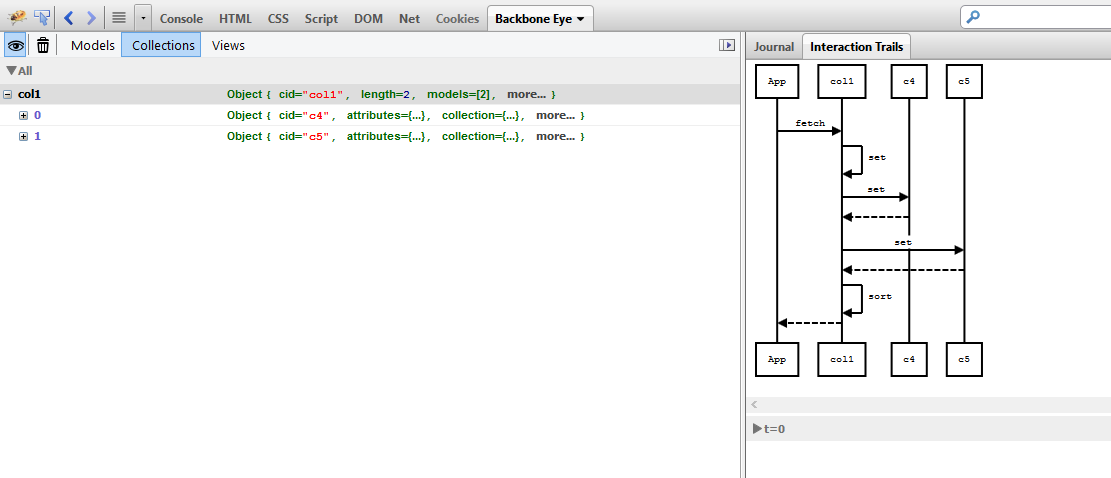 Console HTML CSS Script DOM Net Cookies Backbone Eye
Models Collections Views
All
col1 Object { cid="col1", length=2, models=[2], more... }
0 Object { cid="c4", attributes={...}, collection={...}, more... }
1 Object { cid="c5", attributes={...}, collection={...}, more... }
Journal Interaction Trails
App col1 c4 c5
fetch
set
set
set
sort
App col1 c4 c5
t=0